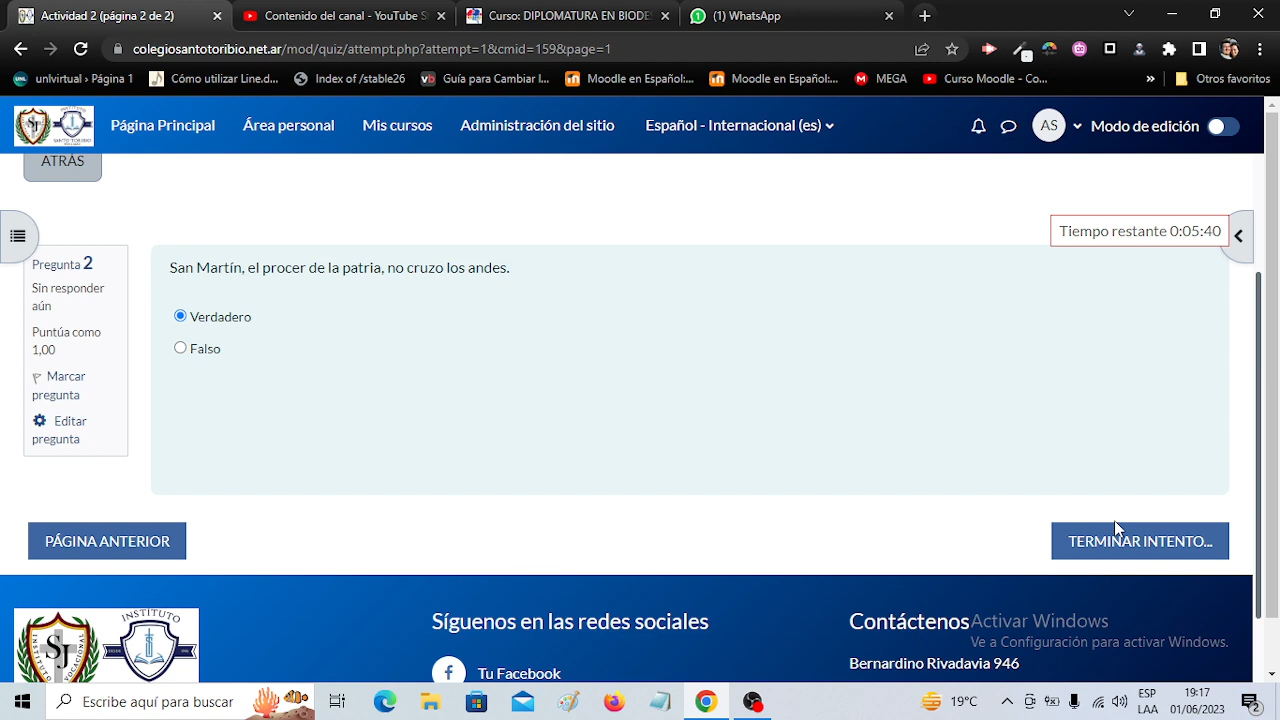 Actividad 2 (página 2 de 2)
Contenido del canal - YouTube S
Curso: DIPLOMATURA EN BIODES
(1) WhatsApp
colegiosantotoribio.net.ar/mod/quiz/attempt.php?attempt=1&cmid=159&page=1
univirtual › Página 1
Cómo utilizar Line.d...
Index of /stable26
Guía para Cambiar l...
Moodle en Español:...
Moodle en Español:...
MEGA
Curso Moodle - Co...
»
Otros favoritos
Página Principal
Área personal
Mis cursos
Administración del sitio
Español - Internacional (es)
AS
Modo de edición
ATRÁS
Tiempo restante 0:05:40
Pregunta 2
Sin responder
aún
Puntúa como
1,00
Marcar
pregunta
Editar
pregunta
San Martín, el procer de la patria, no cruzo los andes.
Verdadero
Falso
PÁGINA ANTERIOR
TERMINAR INTENTO...
INSTITUTO
SJ
Síguenos en las redes sociales
Tu Facebook
Contáctenos
Bernardino Rivadavia 946
Activar Windows
Ve a Configuración para activar Windows.
Escribe aquí para buscar
19°C
ESP
LAA
19:17
01/06/2023
2